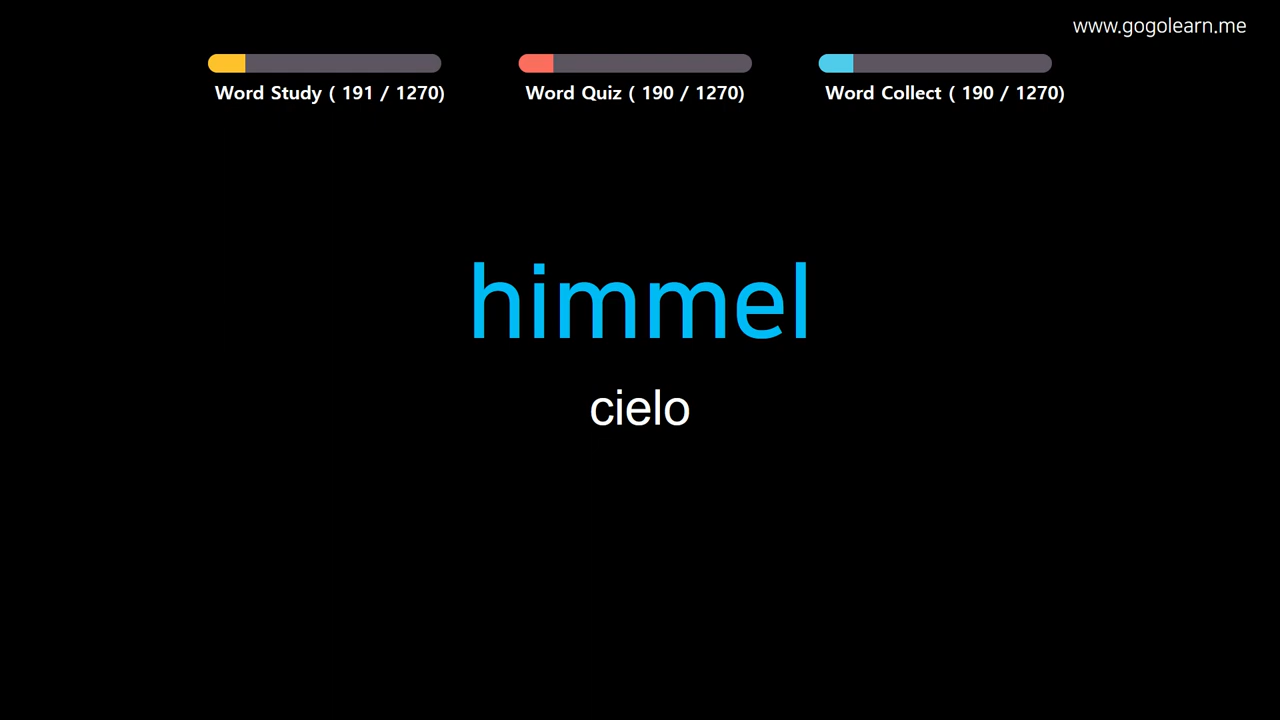 www.gogolearn.me
Word Study ( 191 / 1270)
Word Quiz ( 190 / 1270)
Word Collect ( 190 / 1270)
himmel
cielo